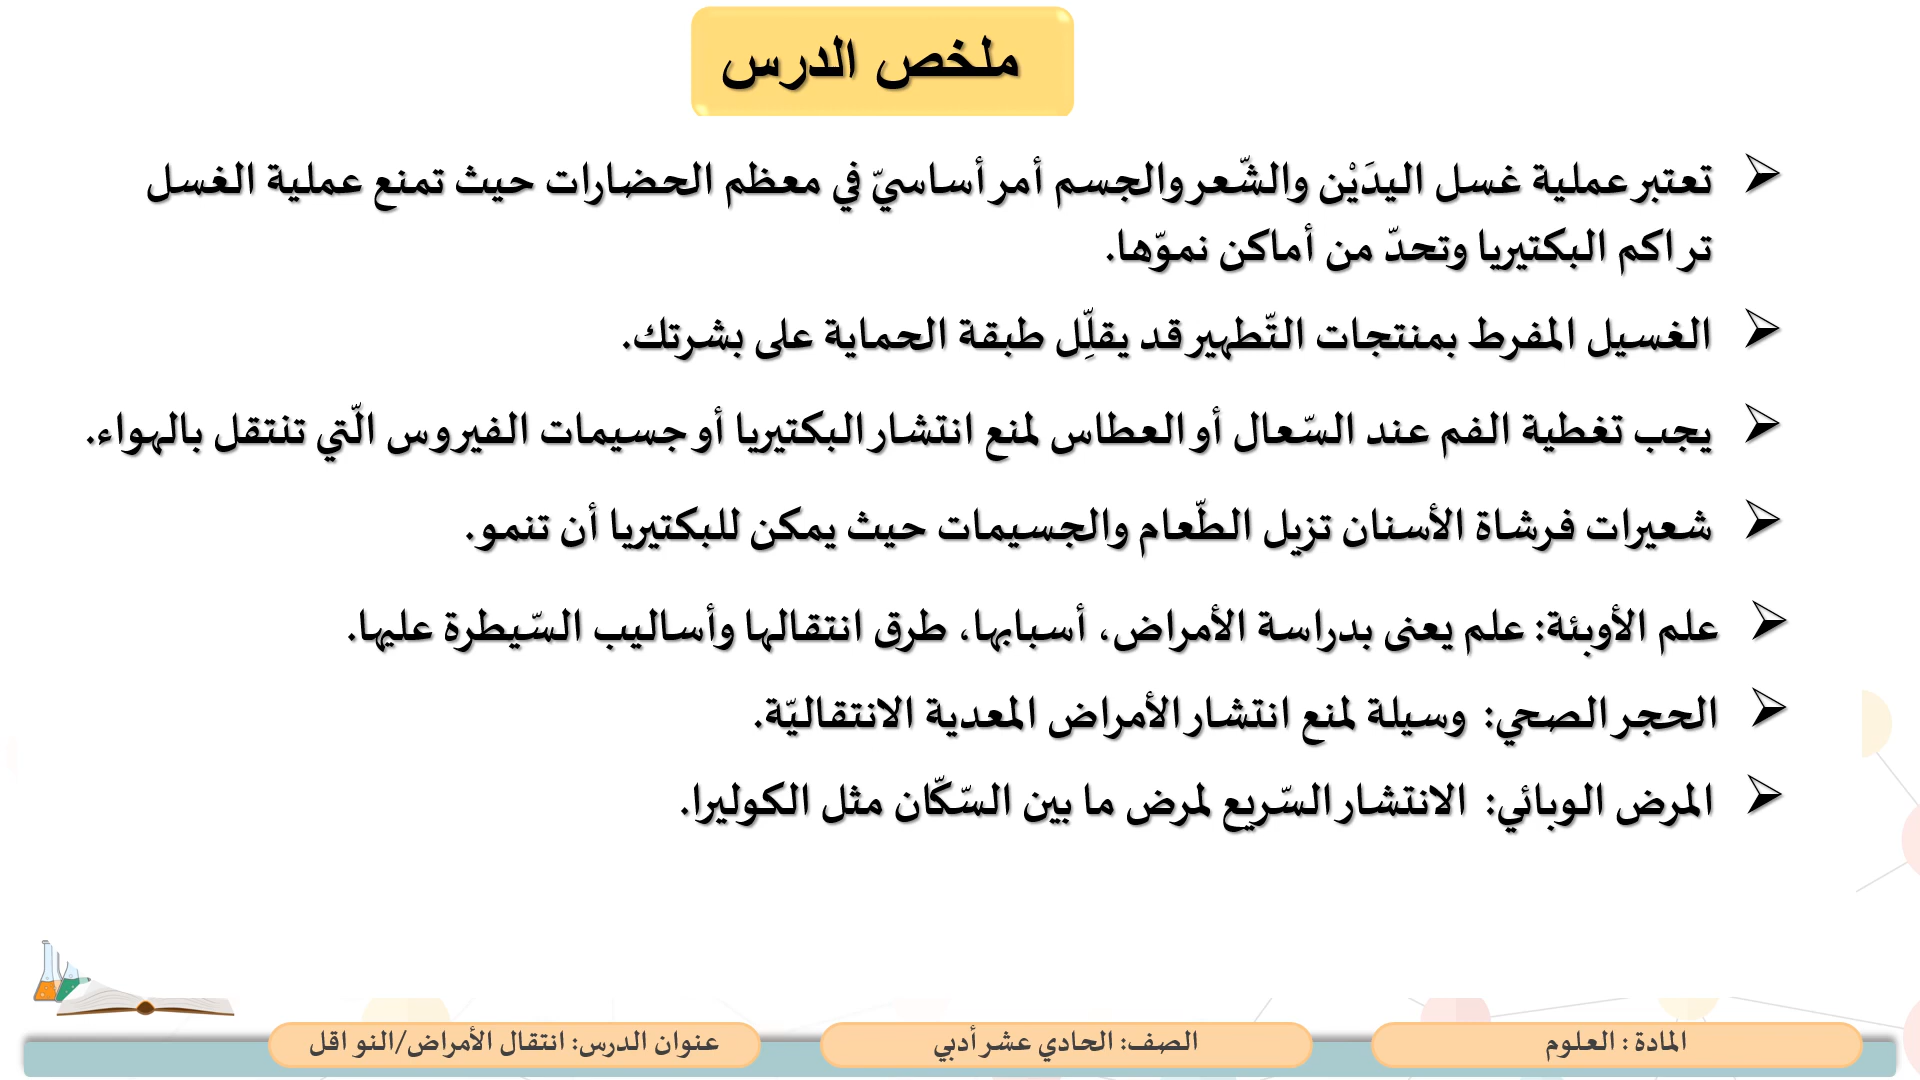 ملخص الدرس
تعتبر عملية غسل اليدَيْن والشّعر والجسم أمر أساسيّ في معظم الحضارات حيث تمنع عملية الغسل
تراكم البكتيريا وتحدّ من أماكن نموّها.
الغسيل المفرط بمنتجات التّطهير قد يقلِّل طبقة الحماية على بشرتك.
يجب تغطية الفم عند السّعال أو العطاس لمنع انتشار البكتيريا أو جسيمات الفيروس الّتي تنتقل بالهواء.
شعيرات فرشاة الأسنان تزيل الطّعام والجسيمات حيث يمكن للبكتيريا أن تنمو.
علم الأوبئة: علم يعنى بدراسة الأمراض، أسبابها، طرق انتقالها وأساليب السّيطرة عليها.
الحجر الصحي: وسيلة لمنع انتشار الأمراض المعدية الانتقاليّة.
المرض الوبائي: الانتشار السّريع لمرض ما بين السّكّان مثل الكوليرا.
المادة : العلوم
الصف: الحادي عشر أدبي
عنوان الدرس: انتقال الأمراض/النواقل